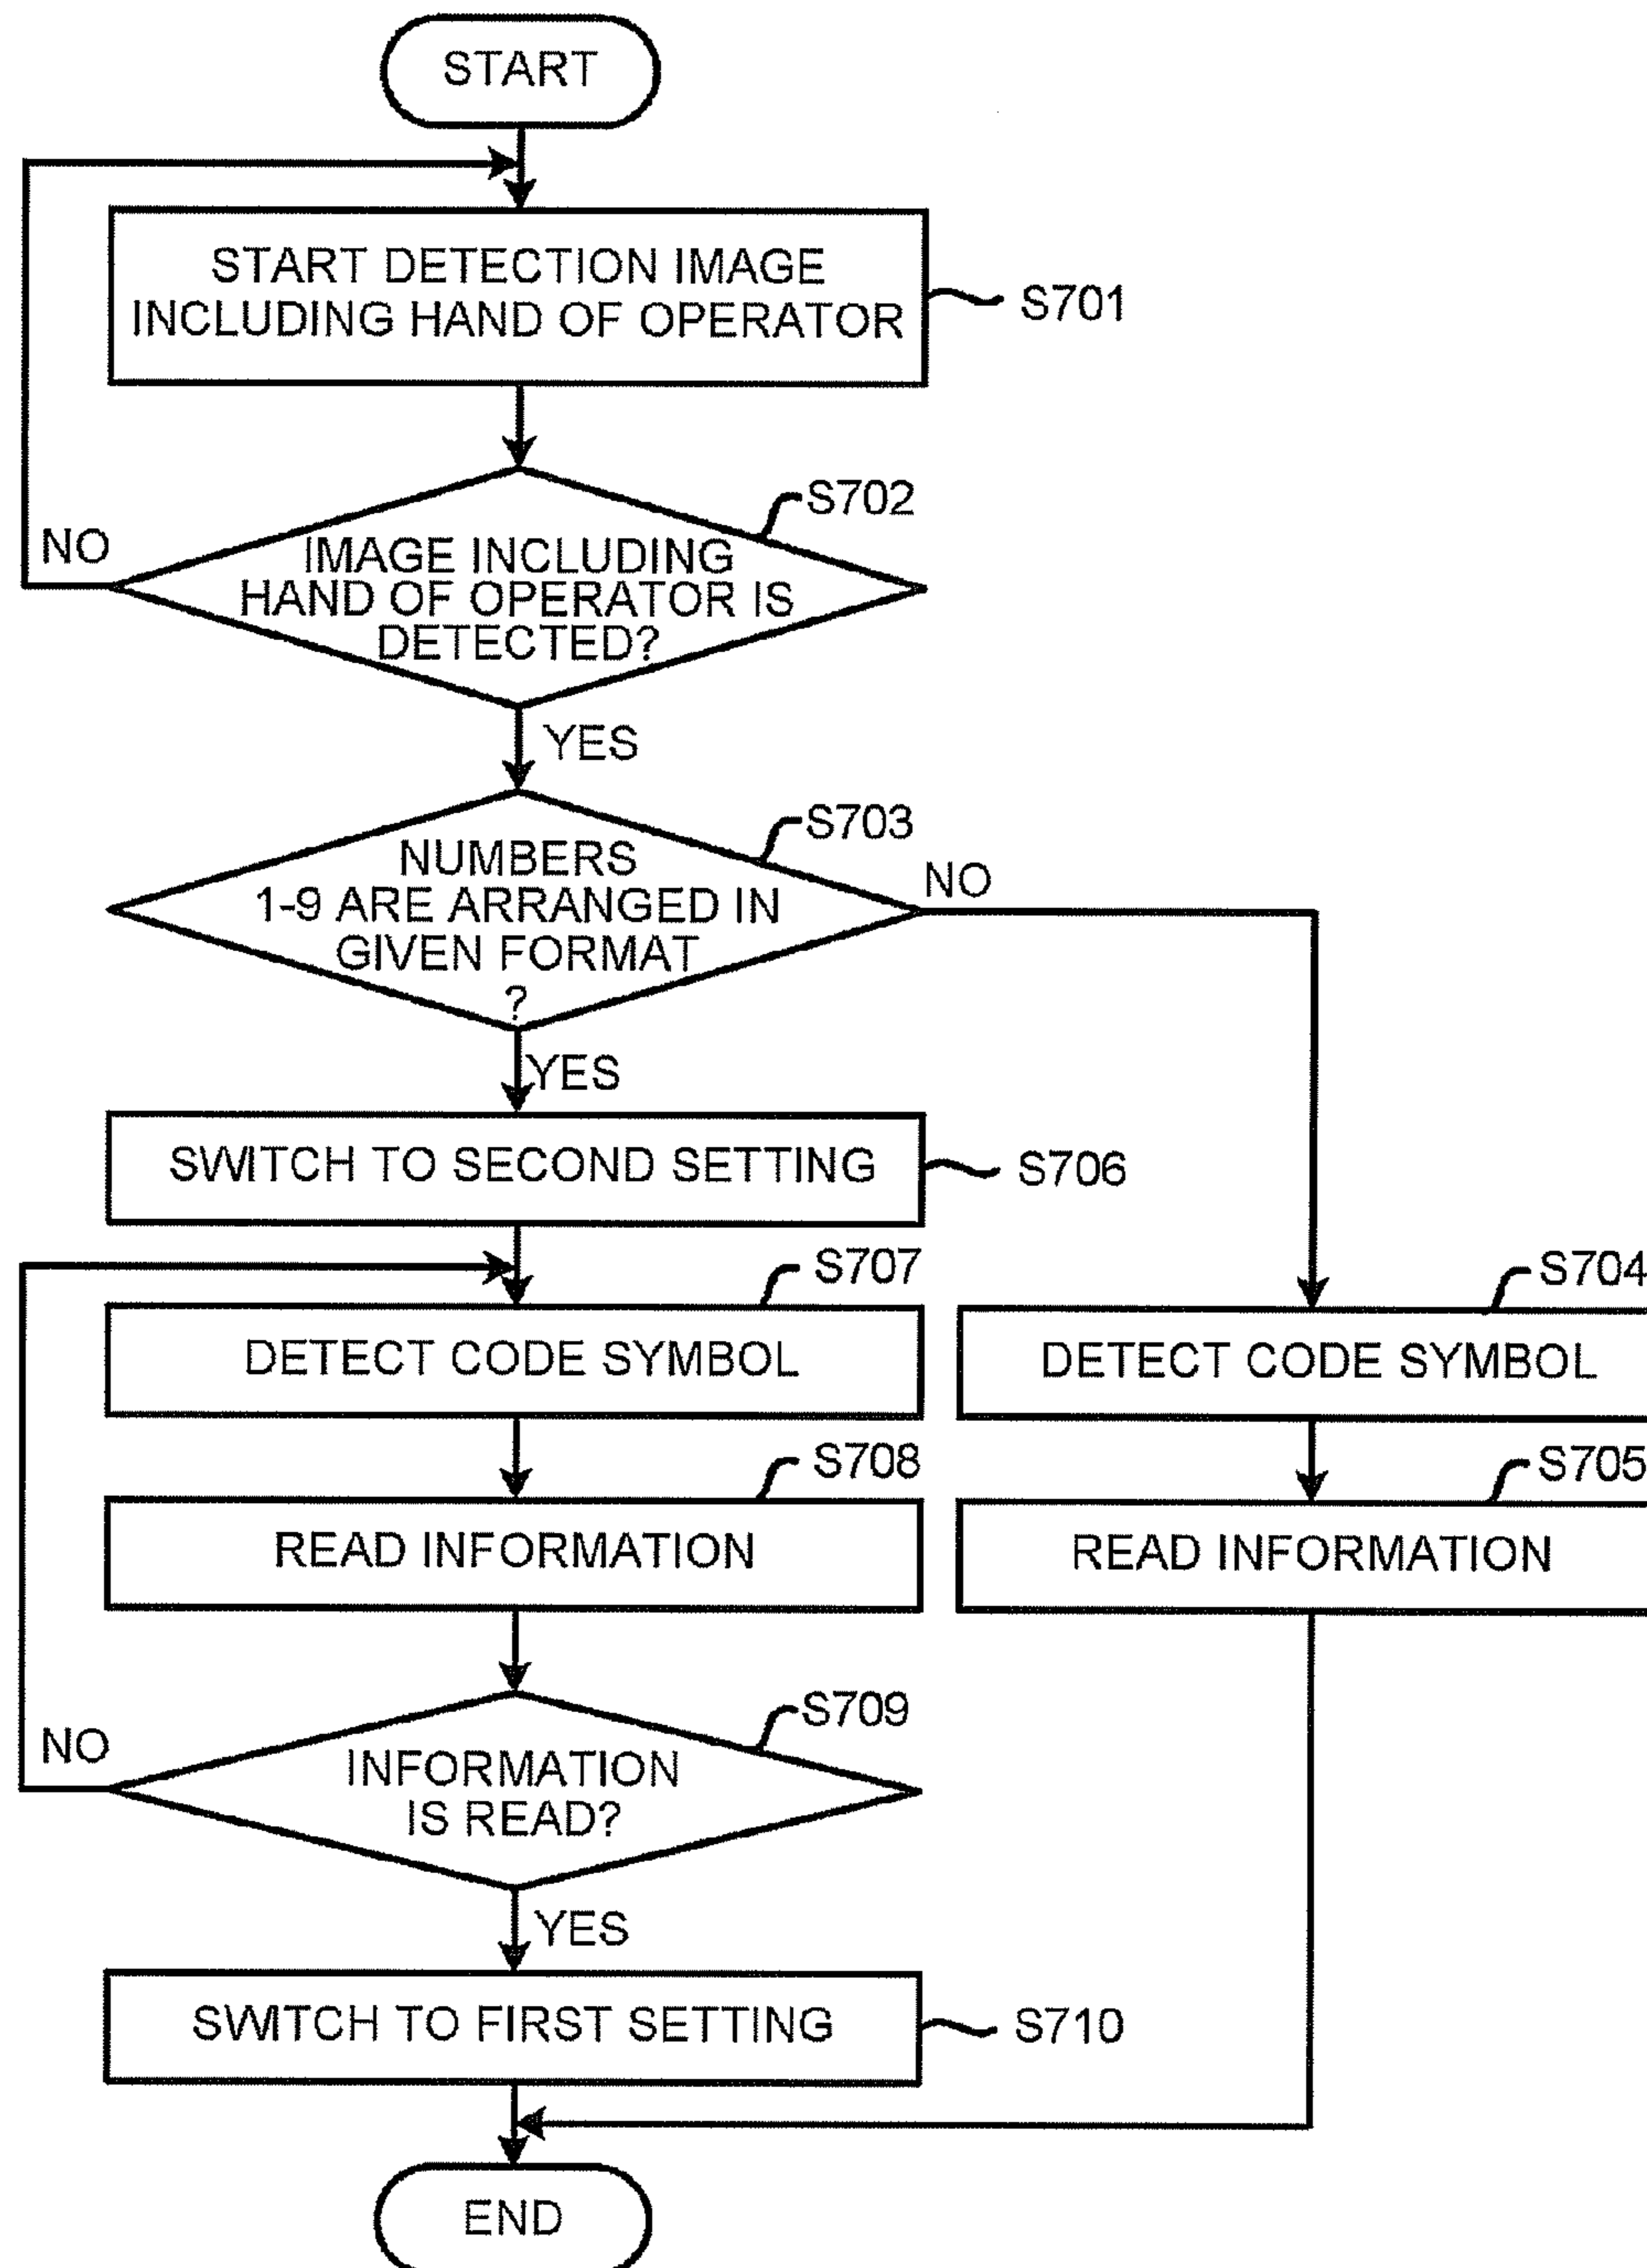 START
START DETECTION IMAGE
INCLUDING HAND OF OPERATOR
S701
S702
NO
IMAGE INCLUDING
HAND OF OPERATOR IS
DETECTED?
YES
S703
NUMBERS
1-9 ARE ARRANGED IN
GIVEN FORMAT
?
NO
YES
SWITCH TO SECOND SETTING
S706
S707
DETECT CODE SYMBOL
S704
DETECT CODE SYMBOL
S708
READ INFORMATION
S705
READ INFORMATION
S709
NO
INFORMATION
IS READ?
YES
SWITCH TO FIRST SETTING
S710
END